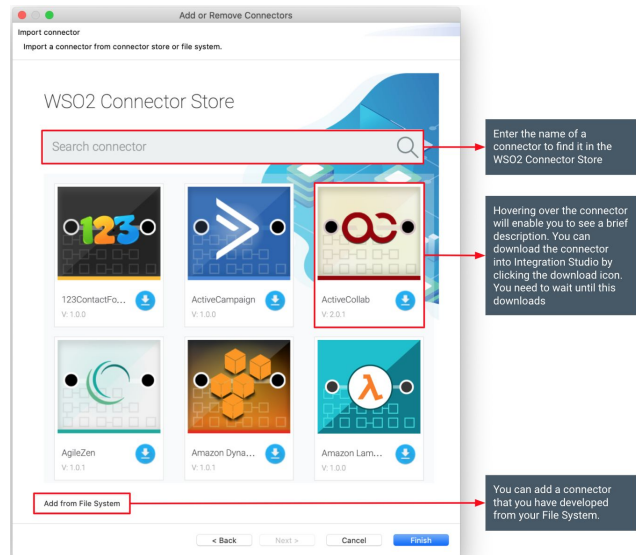 Add or Remove Connectors
Import connector
Import a connector from connector store or file system.
WSO2 Connector Store
Search connector
Enter the name of a
connector to find it in the
WSO2 Connector Store
Hovering over the connector
will enable you to see a brief
description. You can
download the connector
into Integration Studio by
clicking the download icon.
You need to wait until this
downloads
123
123ContactFo...
V: 1.0.0
ActiveCampaign
V: 1.0.0
ActiveCollab
V: 2.0.1
AgileZen
V: 1.0.1
Amazon Dyna...
V: 1.0.1
λ
Amazon Lam...
V: 1.0.0
Add from File System
You can add a connector
that you have developed
from your File System.
< Back
Next >
Cancel
Finish